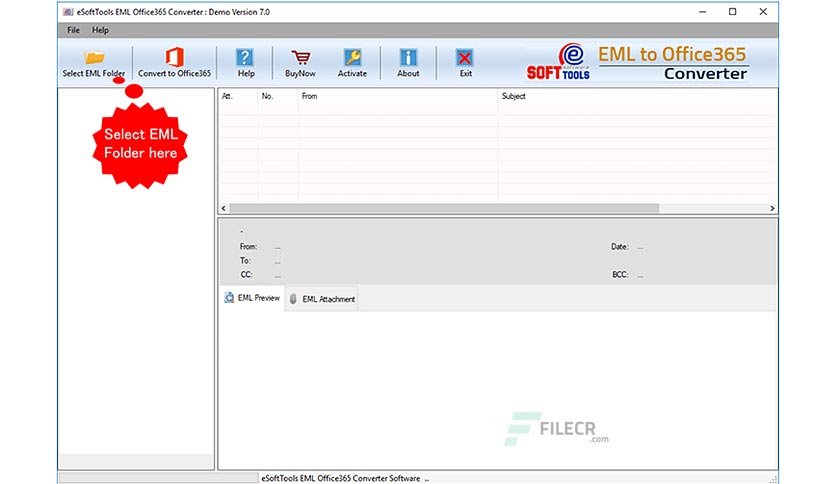 eSoftTools EML Office365 Converter : Demo Version 7.0
File Help
Select EML Folder
Convert to Office365
Help
BuyNow
Activate
About
Exit
e
SOFT TOOLS
EML to Office365
Converter
Select EML
Folder here
Att. No. From Subject
-
From: ... Date: ...
To: ...
CC: ... BCC: ...
EML Preview EML Attachment
FILECR
.com
eSoftTools EML Office365 Converter Software ..